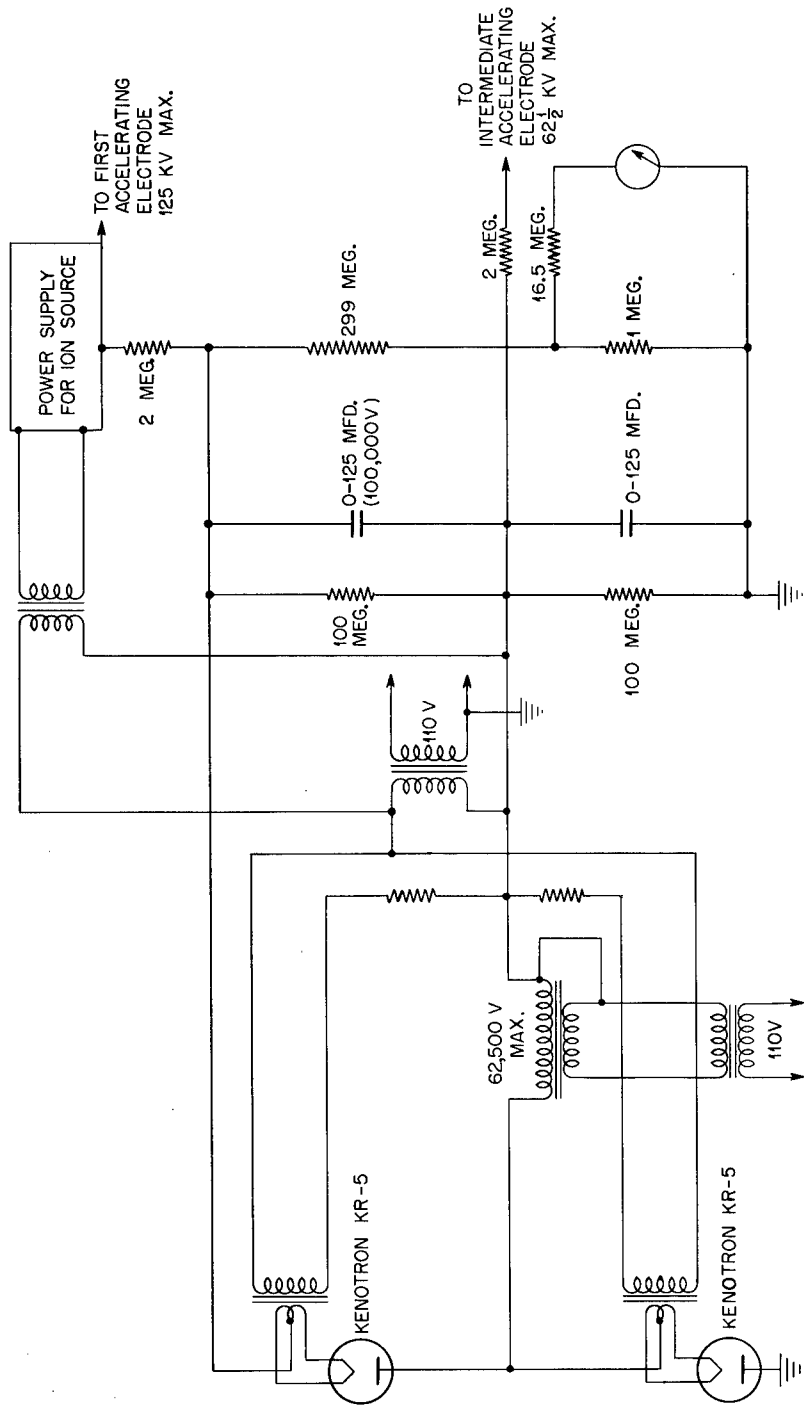 POWER SUPPLY
FOR ION SOURCE
TO FIRST
ACCELERATING
ELECTRODE
125 KV MAX.
2 MEG.
299 MEG.
0-125 MFD.
(100,000V)
100
MEG.
TO
INTERMEDIATE
ACCELERATING
ELECTRODE
62½ KV MAX.
2 MEG.
16.5 MEG.
1 MEG.
0-125 MFD.
100 MEG.
110 V
62,500 V
MAX.
110V
KENOTRON KR-5
KENOTRON KR-5